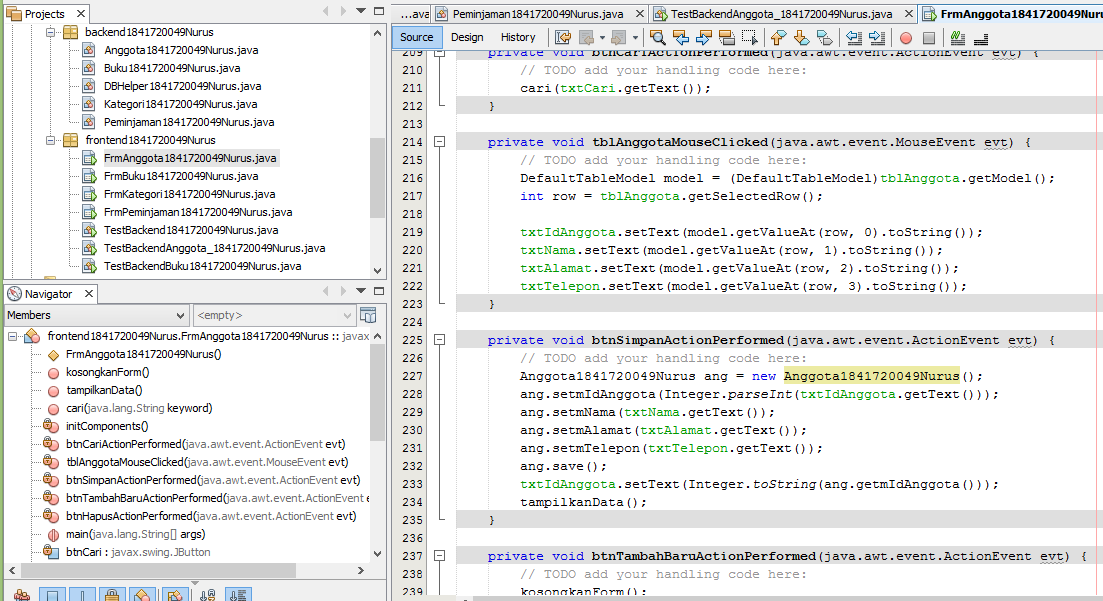 Projects
backend1841720049Nurus
Anggota1841720049Nurus.java
Buku1841720049Nurus.java
DBHelper1841720049Nurus.java
Kategori1841720049Nurus.java
Peminjaman1841720049Nurus.java
frontend1841720049Nurus
FrmAnggota1841720049Nurus.java
FrmBuku1841720049Nurus.java
FrmKategori1841720049Nurus.java
FrmPeminjaman1841720049Nurus.java
TestBackend1841720049Nurus.java
TestBackendAnggota_1841720049Nurus.java
TestBackendBuku1841720049Nurus.java
Navigator
Members <empty>
frontend1841720049Nurus.FrmAnggota1841720049Nurus :: javax
FrmAnggota1841720049Nurus()
kosongkanForm()
tampilkanData()
cari(java.lang.String keyword)
initComponents()
btnCariActionPerformed(java.awt.event.ActionEvent evt)
tblAnggotaMouseClicked(java.awt.event.MouseEvent evt)
btnSimpanActionPerformed(java.awt.event.ActionEvent evt)
btnTambahBaruActionPerformed(java.awt.event.ActionEvent e
btnHapusActionPerformed(java.awt.event.ActionEvent evt)
main(java.lang.String[] args)
btnCari : javax.swing.JButton
...ava Peminjaman1841720049Nurus.java TestBackendAnggota_1841720049Nurus.java FrmAnggota1841720049Nuru
Source Design History
209 private void btnCariActionPerformed(java.awt.event.ActionEvent evt) {
210 // TODO add your handling code here:
211 cari(txtCari.getText());
212 }
213
214 private void tblAnggotaMouseClicked(java.awt.event.MouseEvent evt) {
215 // TODO add your handling code here:
216 DefaultTableModel model = (DefaultTableModel)tblAnggota.getModel();
217 int row = tblAnggota.getSelectedRow();
218
219 txtIdAnggota.setText(model.getValueAt(row, 0).toString());
220 txtNama.setText(model.getValueAt(row, 1).toString());
221 txtAlamat.setText(model.getValueAt(row, 2).toString());
222 txtTelepon.setText(model.getValueAt(row, 3).toString());
223 }
224
225 private void btnSimpanActionPerformed(java.awt.event.ActionEvent evt) {
226 // TODO add your handling code here:
227 Anggota1841720049Nurus ang = new Anggota1841720049Nurus();
228 ang.setmIdAnggota(Integer.parseInt(txtIdAnggota.getText()));
229 ang.setmNama(txtNama.getText());
230 ang.setmAlamat(txtAlamat.getText());
231 ang.setmTelepon(txtTelepon.getText());
232 ang.save();
233 txtIdAnggota.setText(Integer.toString(ang.getmIdAnggota()));
234 tampilkanData();
235 }
236
237 private void btnTambahBaruActionPerformed(java.awt.event.ActionEvent evt) {
238 // TODO add your handling code here:
239 kosongkanForm();